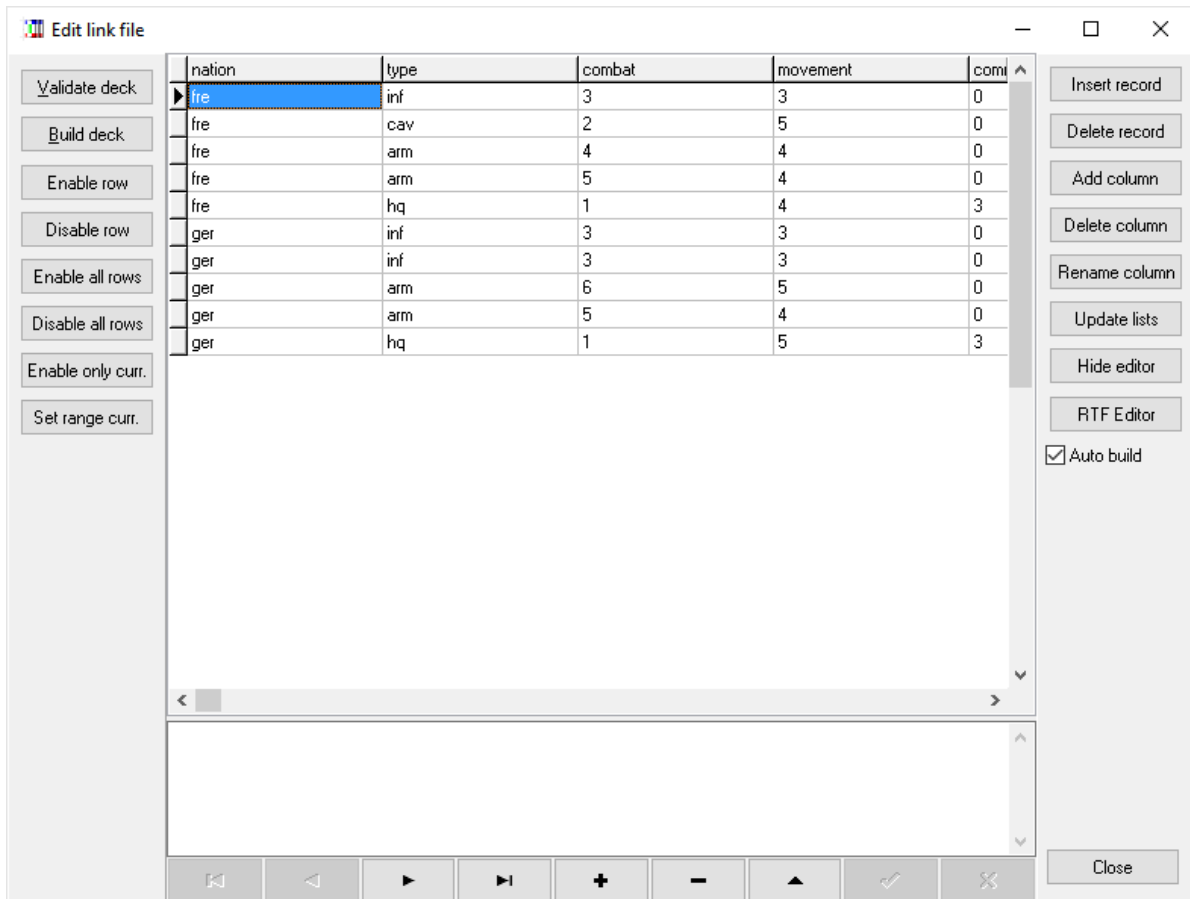 Edit link file
Validate deck
Build deck
Enable row
Disable row
Enable all rows
Disable all rows
Enable only curr.
Set range curr.
nation type combat movement com
fre inf 3 3 0
fre cav 2 5 0
fre arm 4 4 0
fre arm 5 4 0
fre hq 1 4 3
ger inf 3 3 0
ger inf 3 3 0
ger arm 6 5 0
ger arm 5 4 0
ger hq 1 5 3
Insert record
Delete record
Add column
Delete column
Rename column
Update lists
Hide editor
RTF Editor
Auto build
Close